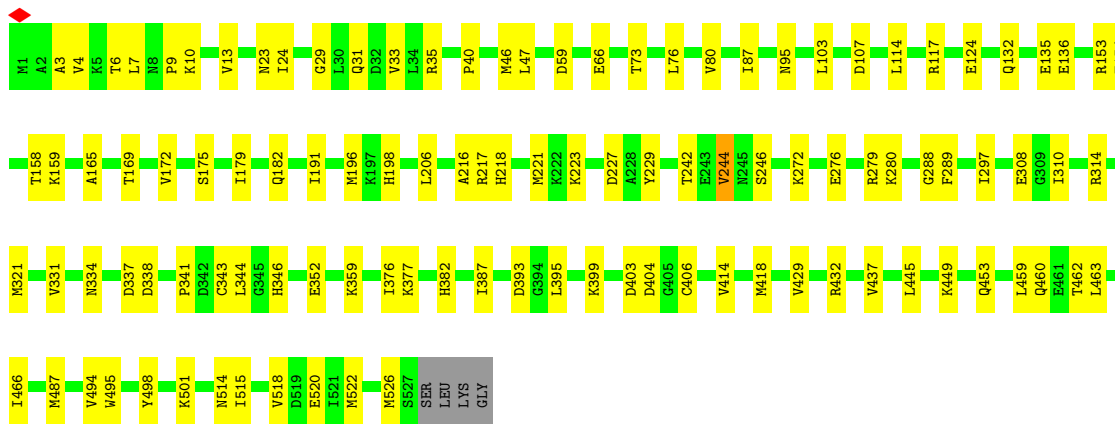 M1 A2 A3 V4 K5 T6 L7 N8 P9 K10 V13 N23 I24 G29 L30 Q31 D32 V33 L34 R35 P40 M46 L47 D59 E66 T73 L76 V80 I87 N95 L103 D107 L114 R117 E124 Q132 E135 E136 R153
T158 K159 A165 T169 V172 S175 I179 Q182 I191 M196 K197 H198 L206 A216 R217 H218 M221 K222 K223 D227 A228 Y229 T242 E243 V244 N245 S246 K272 E276 R279 K280 G288 F289 I297 E308 G309 I310 R314
M321 V331 N334 D337 D338 P341 D342 C343 L344 G345 H346 E352 K359 I376 K377 H382 I387 D393 G394 L395 K399 D403 D404 G405 C406 V414 M418 V429 R432 V437 L445 K449 Q453 L459 Q460 E461 T462 L463
I466 M487 V494 W495 Y498 K501 N514 I515 V518 D519 E520 I521 M522 M526 S527 SER LEU LYS GLY